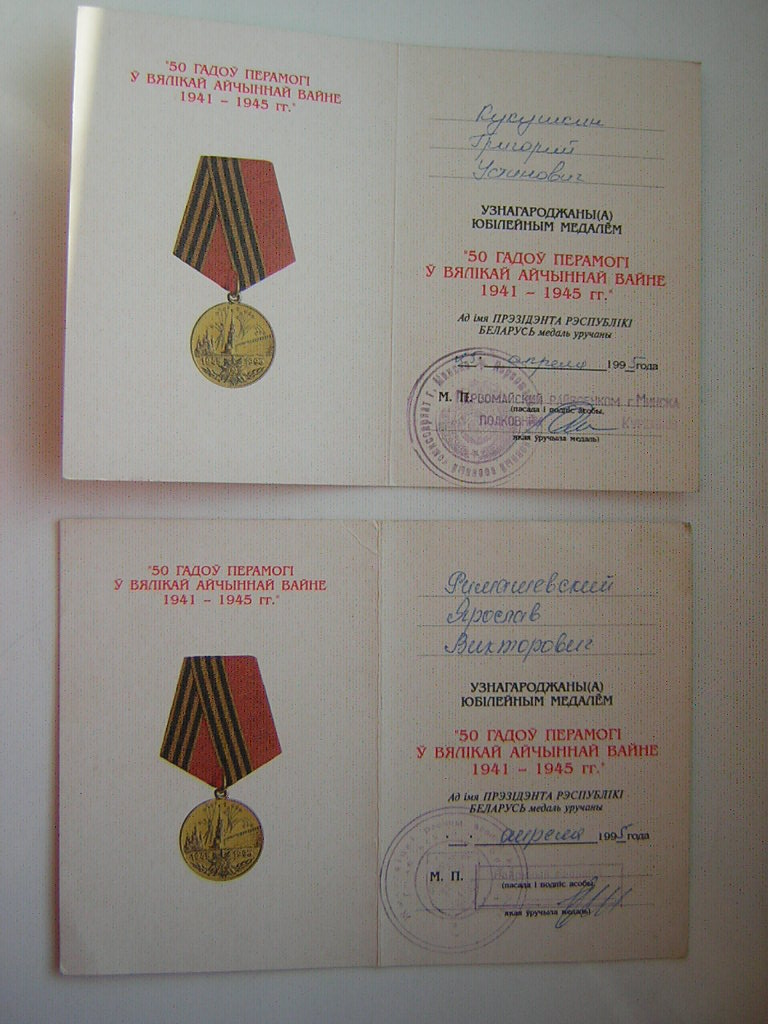 "50 ГАДОЎ ПЕРАМОГІ
Ў ВЯЛІКАЙ АЙЧЫННАЙ ВАЙНЕ
1941 – 1945 гг."
Кукушкин
Григорий
Устинович
УЗНАГАРОДЖАНЫ(А)
ЮБІЛЕЙНЫМ МЕДАЛЁМ
"50 ГАДОЎ ПЕРАМОГІ
Ў ВЯЛІКАЙ АЙЧЫННАЙ ВАЙНЕ
1941 – 1945 гг."
Ад імя ПРЭЗІДЭНТА РЭСПУБЛІКІ
БЕЛАРУСЬ медаль уручаны
апреля 1995 года
М. П. ПЕРВОМАЙСКИЙ РАЙВОЕНКОМ г. МИНСКА
(пасада і подпіс асобы,
ПОЛКОВНИК
якая ўручыла медаль)
"50 ГАДОЎ ПЕРАМОГІ
Ў ВЯЛІКАЙ АЙЧЫННАЙ ВАЙНЕ
1941 – 1945 гг."
Римашевский
Ярослав
Викторович
УЗНАГАРОДЖАНЫ(А)
ЮБІЛЕЙНЫМ МЕДАЛЁМ
"50 ГАДОЎ ПЕРАМОГІ
Ў ВЯЛІКАЙ АЙЧЫННАЙ ВАЙНЕ
1941 – 1945 гг."
Ад імя ПРЭЗІДЭНТА РЭСПУБЛІКІ
БЕЛАРУСЬ медаль уручаны
апреля 1995 года
М. П.
(пасада і подпіс асобы,
якая ўручыла медаль)